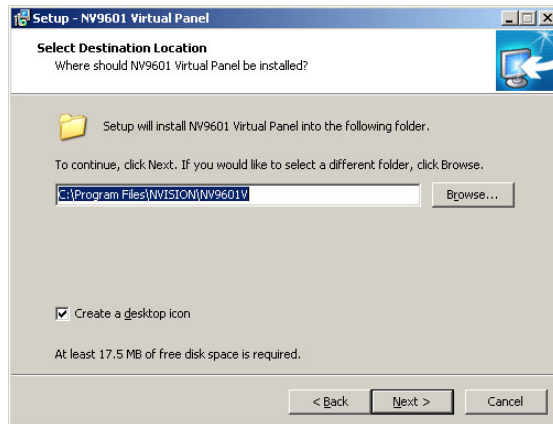 Setup - NV9601 Virtual Panel
Select Destination Location
Where should NV9601 Virtual Panel be installed?
Setup will install NV9601 Virtual Panel into the following folder.
To continue, click Next. If you would like to select a different folder, click Browse.
C:\Program Files\NVISION\NV9601V
Browse...
Create a desktop icon
At least 17.5 MB of free disk space is required.
< Back
Next >
Cancel